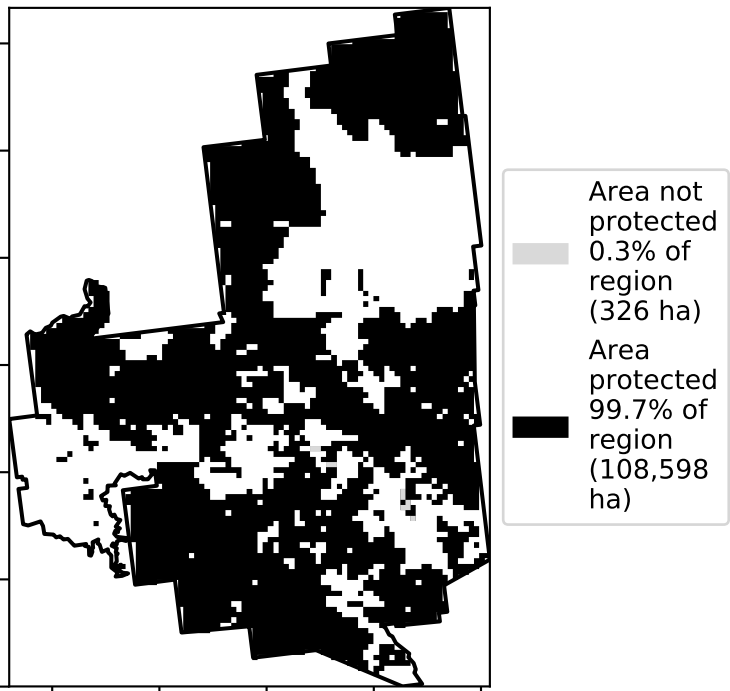 Area not
protected
0.3% of
region
(326 ha)
Area
protected
99.7% of
region
(108,598
ha)